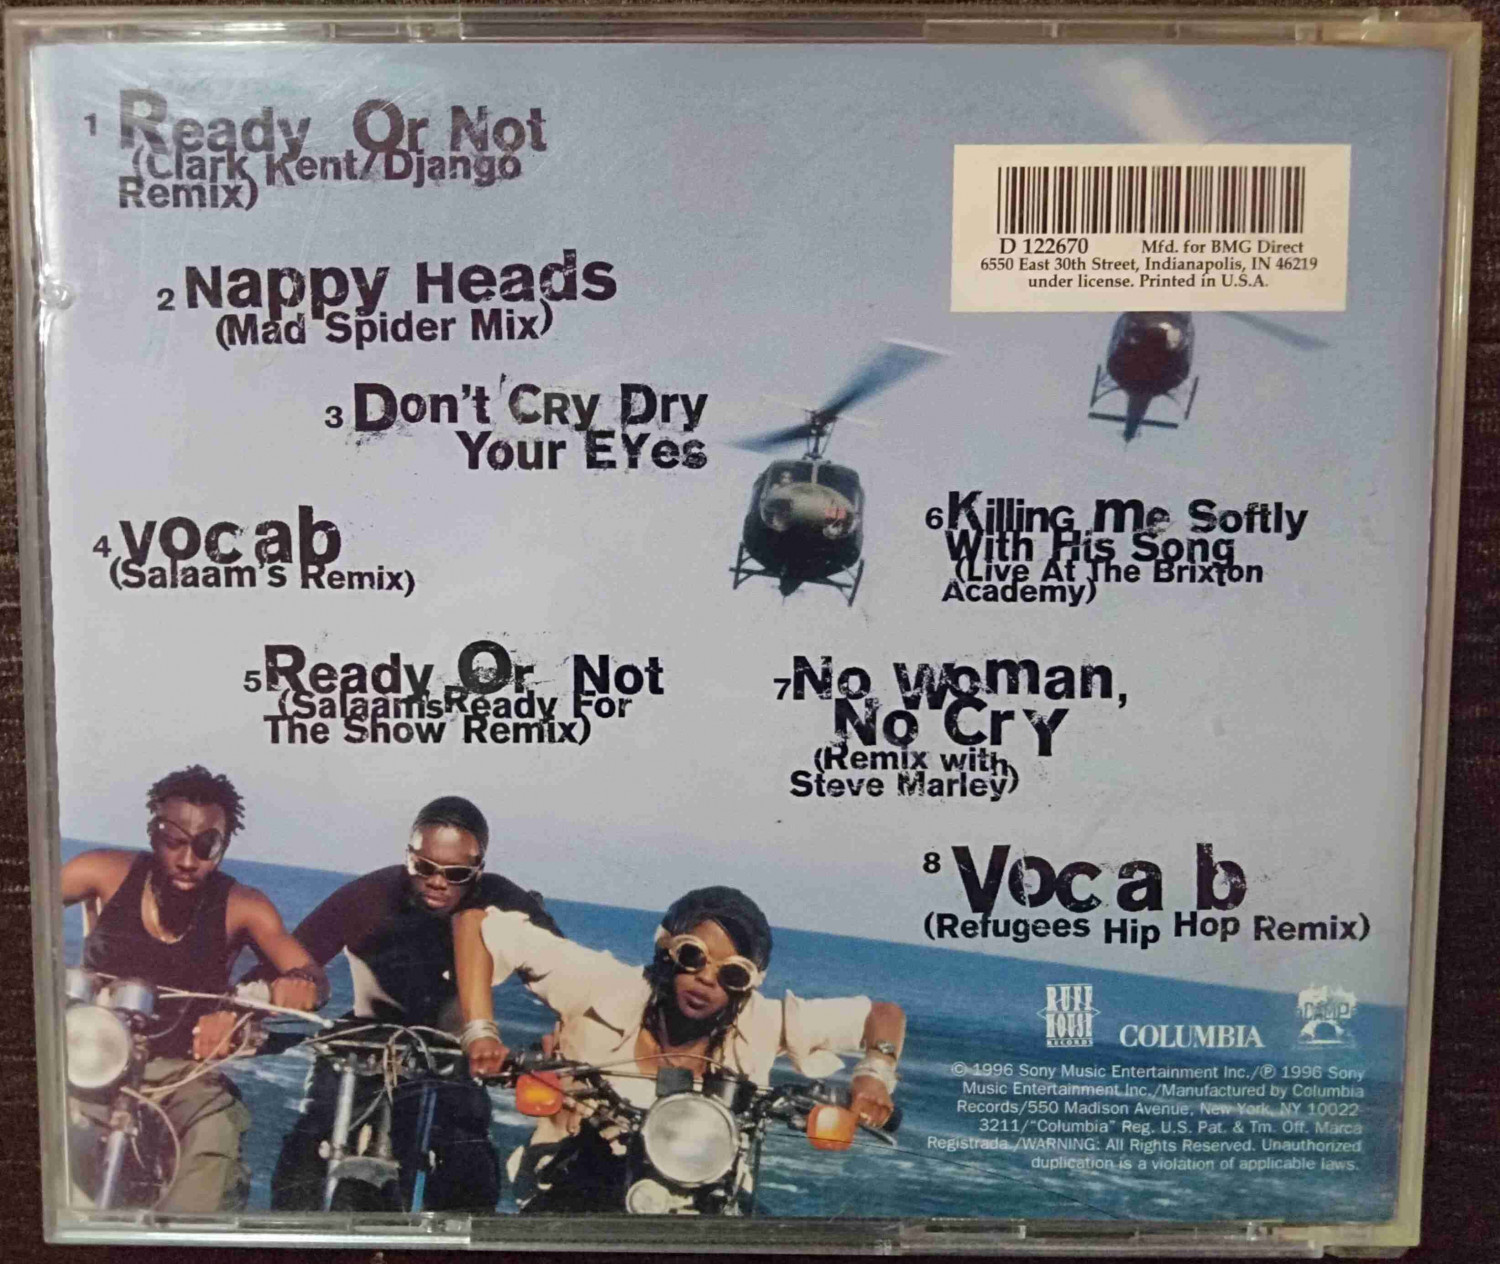 1 Ready Or Not
(Clark Kent/Django
Remix)
2 Nappy Heads
(Mad Spider Mix)
3 Don't Cry Dry
Your Eyes
4 Vocab
(Salaam's Remix)
5 Ready Or Not
(Salaam's Ready For
The Show Remix)
D 122670 Mfd. for BMG Direct
6550 East 30th Street, Indianapolis, IN 46219
under license. Printed in U.S.A.
6 Killing me Softly
With His Song
(Live At The Brixton
Academy)
7 No Woman,
No Cry
(Remix with
Steve Marley)
8 Vocab
(Refugees Hip Hop Remix)
RUFF
HOUSE
RECORDS
COLUMBIA
CAMP
© 1996 Sony Music Entertainment Inc./℗ 1996 Sony
Music Entertainment Inc./Manufactured by Columbia
Records/550 Madison Avenue, New York, NY 10022
3211/"Columbia" Reg. U.S. Pat. & Tm. Off. Marca
Registrada./WARNING: All Rights Reserved. Unauthorized
duplication is a violation of applicable laws.